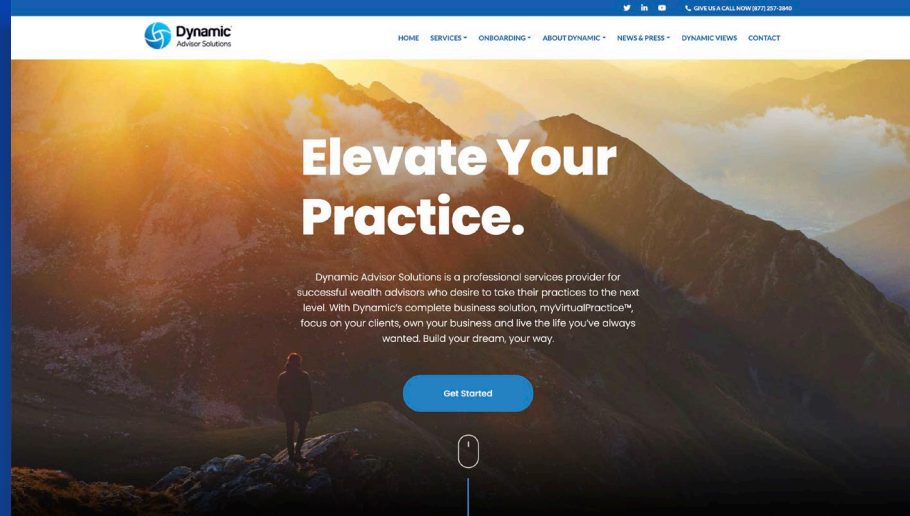 GIVE US A CALL NOW (877) 257-3840
Dynamic
Advisor Solutions
HOME SERVICES ONBOARDING ABOUT DYNAMIC NEWS & PRESS DYNAMIC VIEWS CONTACT
Elevate Your
Practice.
Dynamic Advisor Solutions is a professional services provider for
successful wealth advisors who desire to take their practices to the next
level. With Dynamic's complete business solution, myVirtualPractice™,
focus on your clients, own your business and live the life you've always
wanted. Build your dream, your way.
Get Started